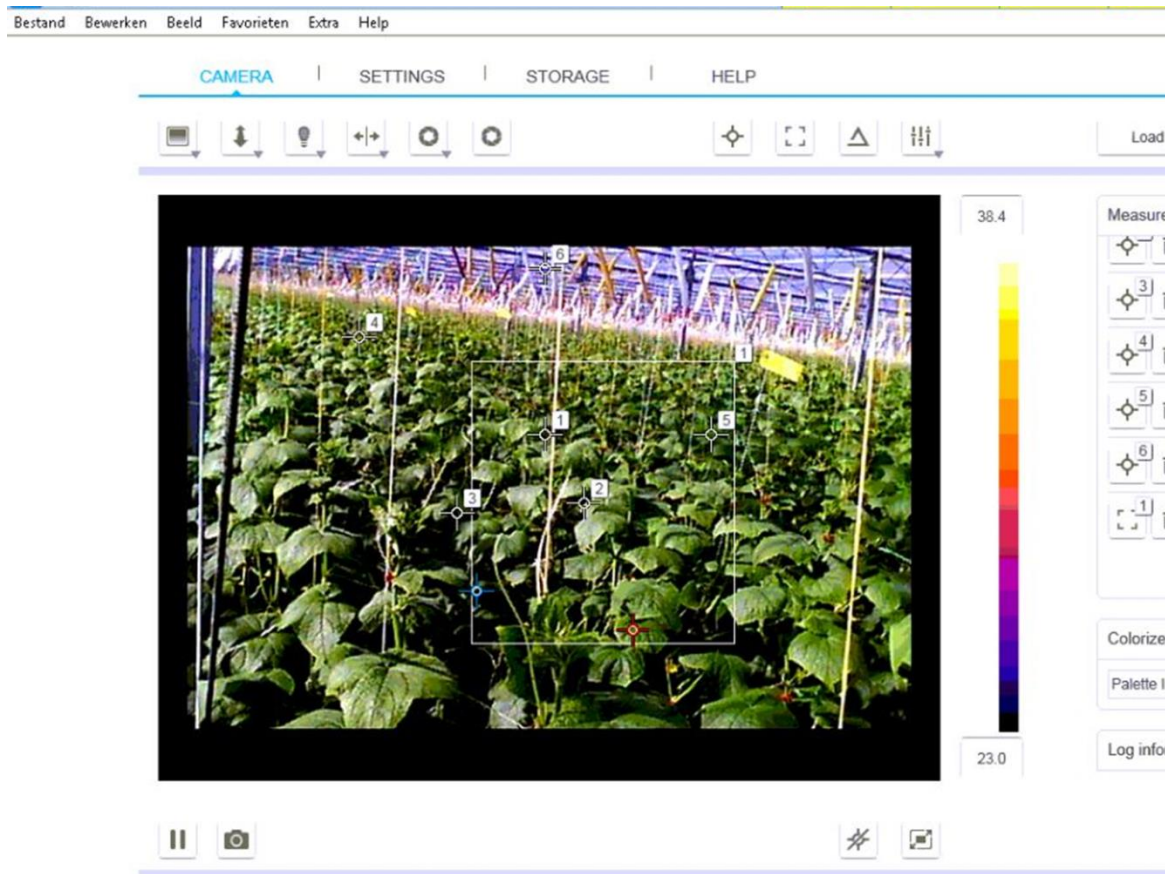 Bestand Bewerken Beeld Favorieten Extra Help
CAMERA | SETTINGS | STORAGE | HELP
Load
38.4
Measure
6
4
3
1
4
1
5
5
2
3
6
1
Colorize
Palette
23.0
Log info